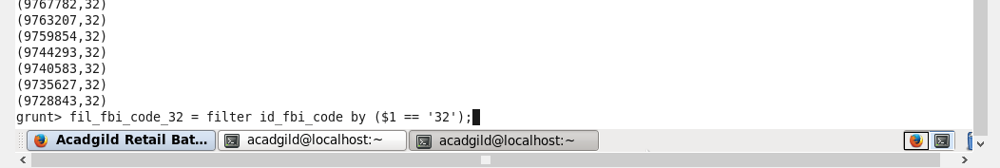 (9767782,32)
(9763207,32)
(9759854,32)
(9744293,32)
(9740583,32)
(9735627,32)
(9728843,32)
grunt> fil_fbi_code_32 = filter id_fbi_code by ($1 == '32');
Acadgild Retail Bat...
acadgild@localhost:~
acadgild@localhost:~